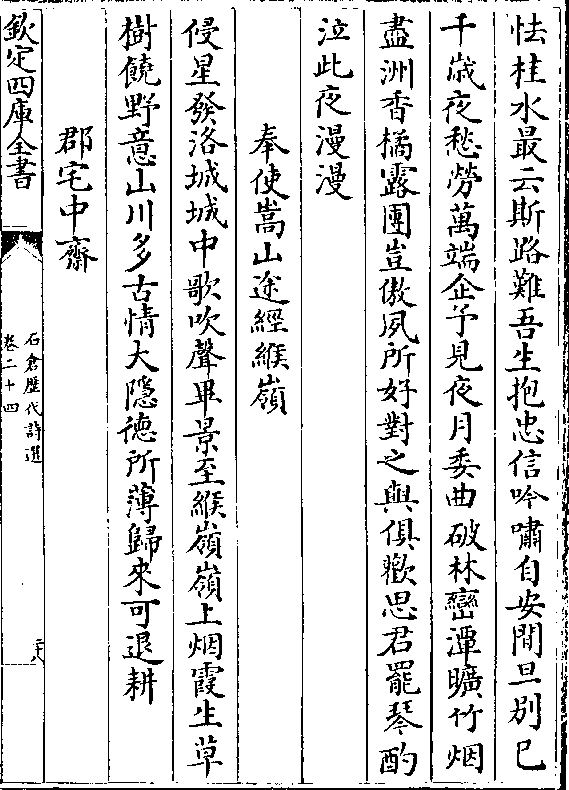 怯桂水最云斯路難吾生抱忠信吟嘯自安閒旦別已
千歳夜愁勞萬端企予見夜月委曲破林巒潭曠竹烟
盡洲香橘露團豈傲夙所好對之與俱歡思君罷琴酌
泣此夜漫漫
奉使嵩山途經緱嶺
侵星發洛城城中歌吹聲畢景至緱嶺嶺上烟霞生草
樹饒野意山川多古情大隱徳所薄歸來可退耕
郡宅中齋
欽定四庫全書
石倉歴代詩選
卷二十四